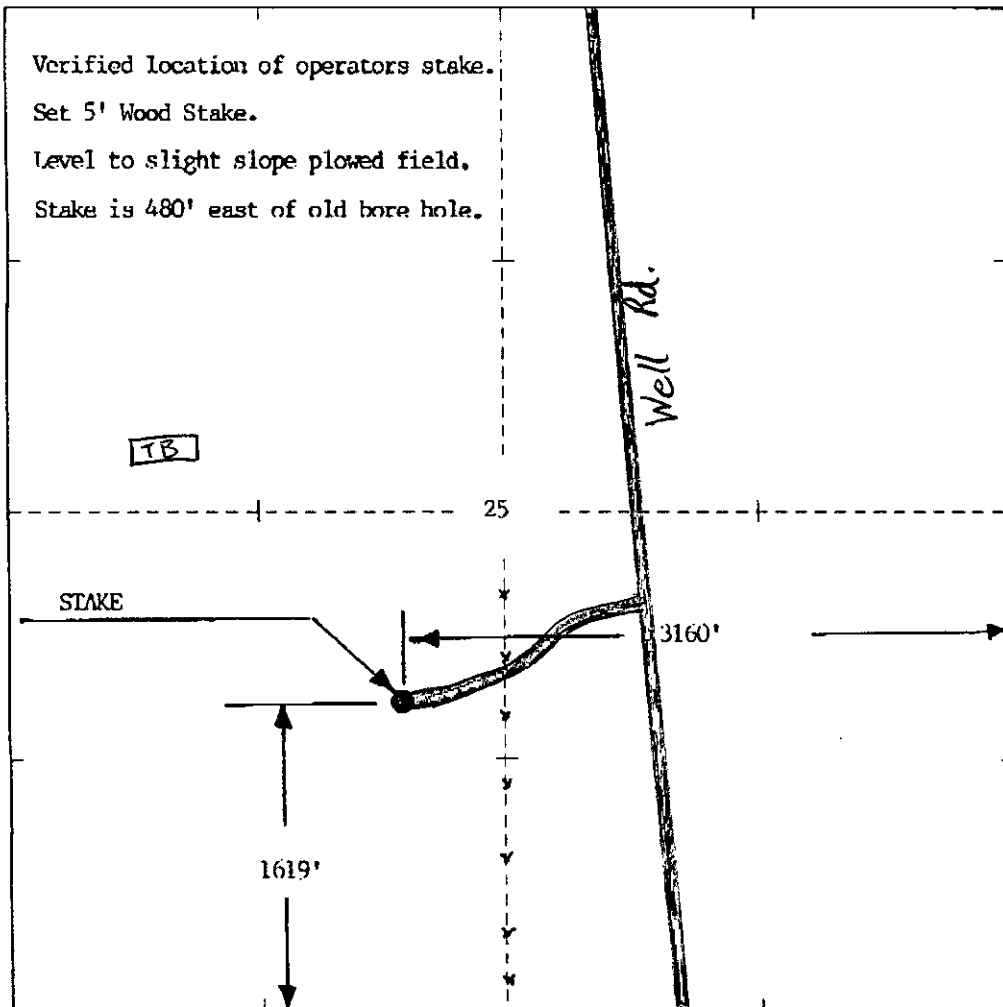 Verified location of operators stake.
Set 5' Wood Stake.
Level to slight slope plowed field.
Stake is 480' east of old bore hole.
Well Rd.
TB
25
STAKE
3160'
1619'